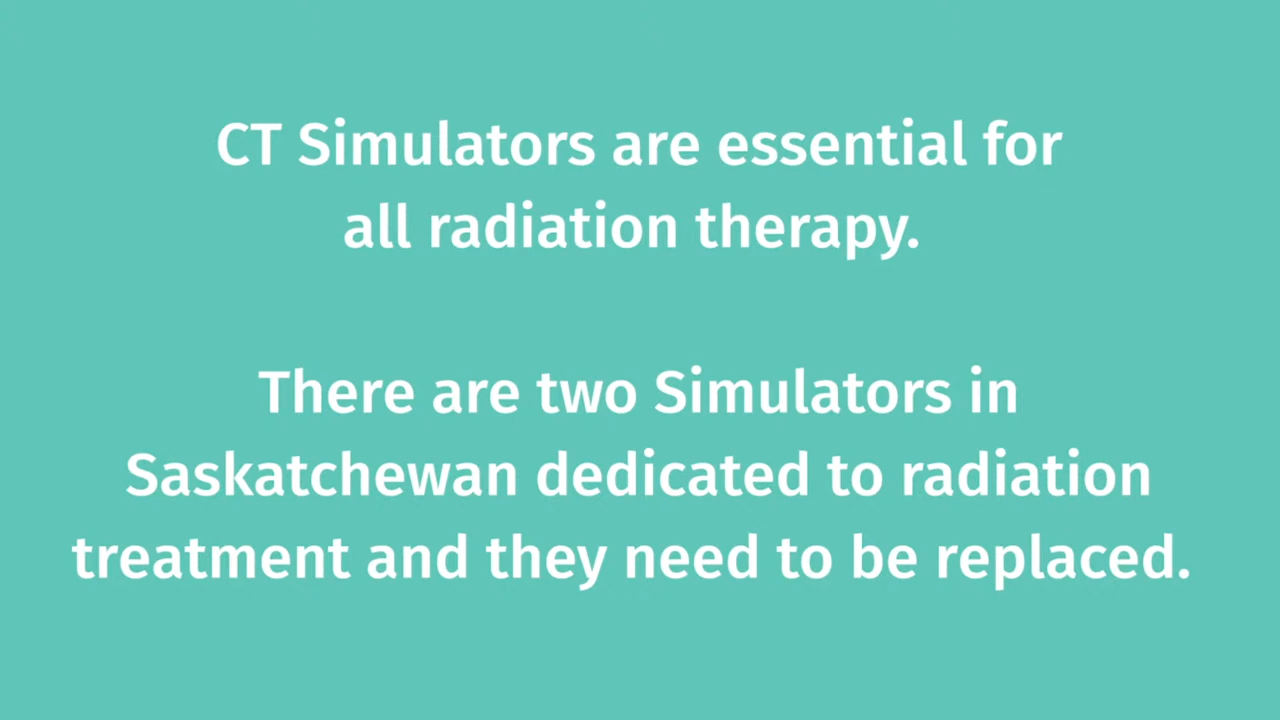 CT Simulators are essential for
all radiation therapy.
There are two Simulators in
Saskatchewan dedicated to radiation
treatment and they need to be replaced.